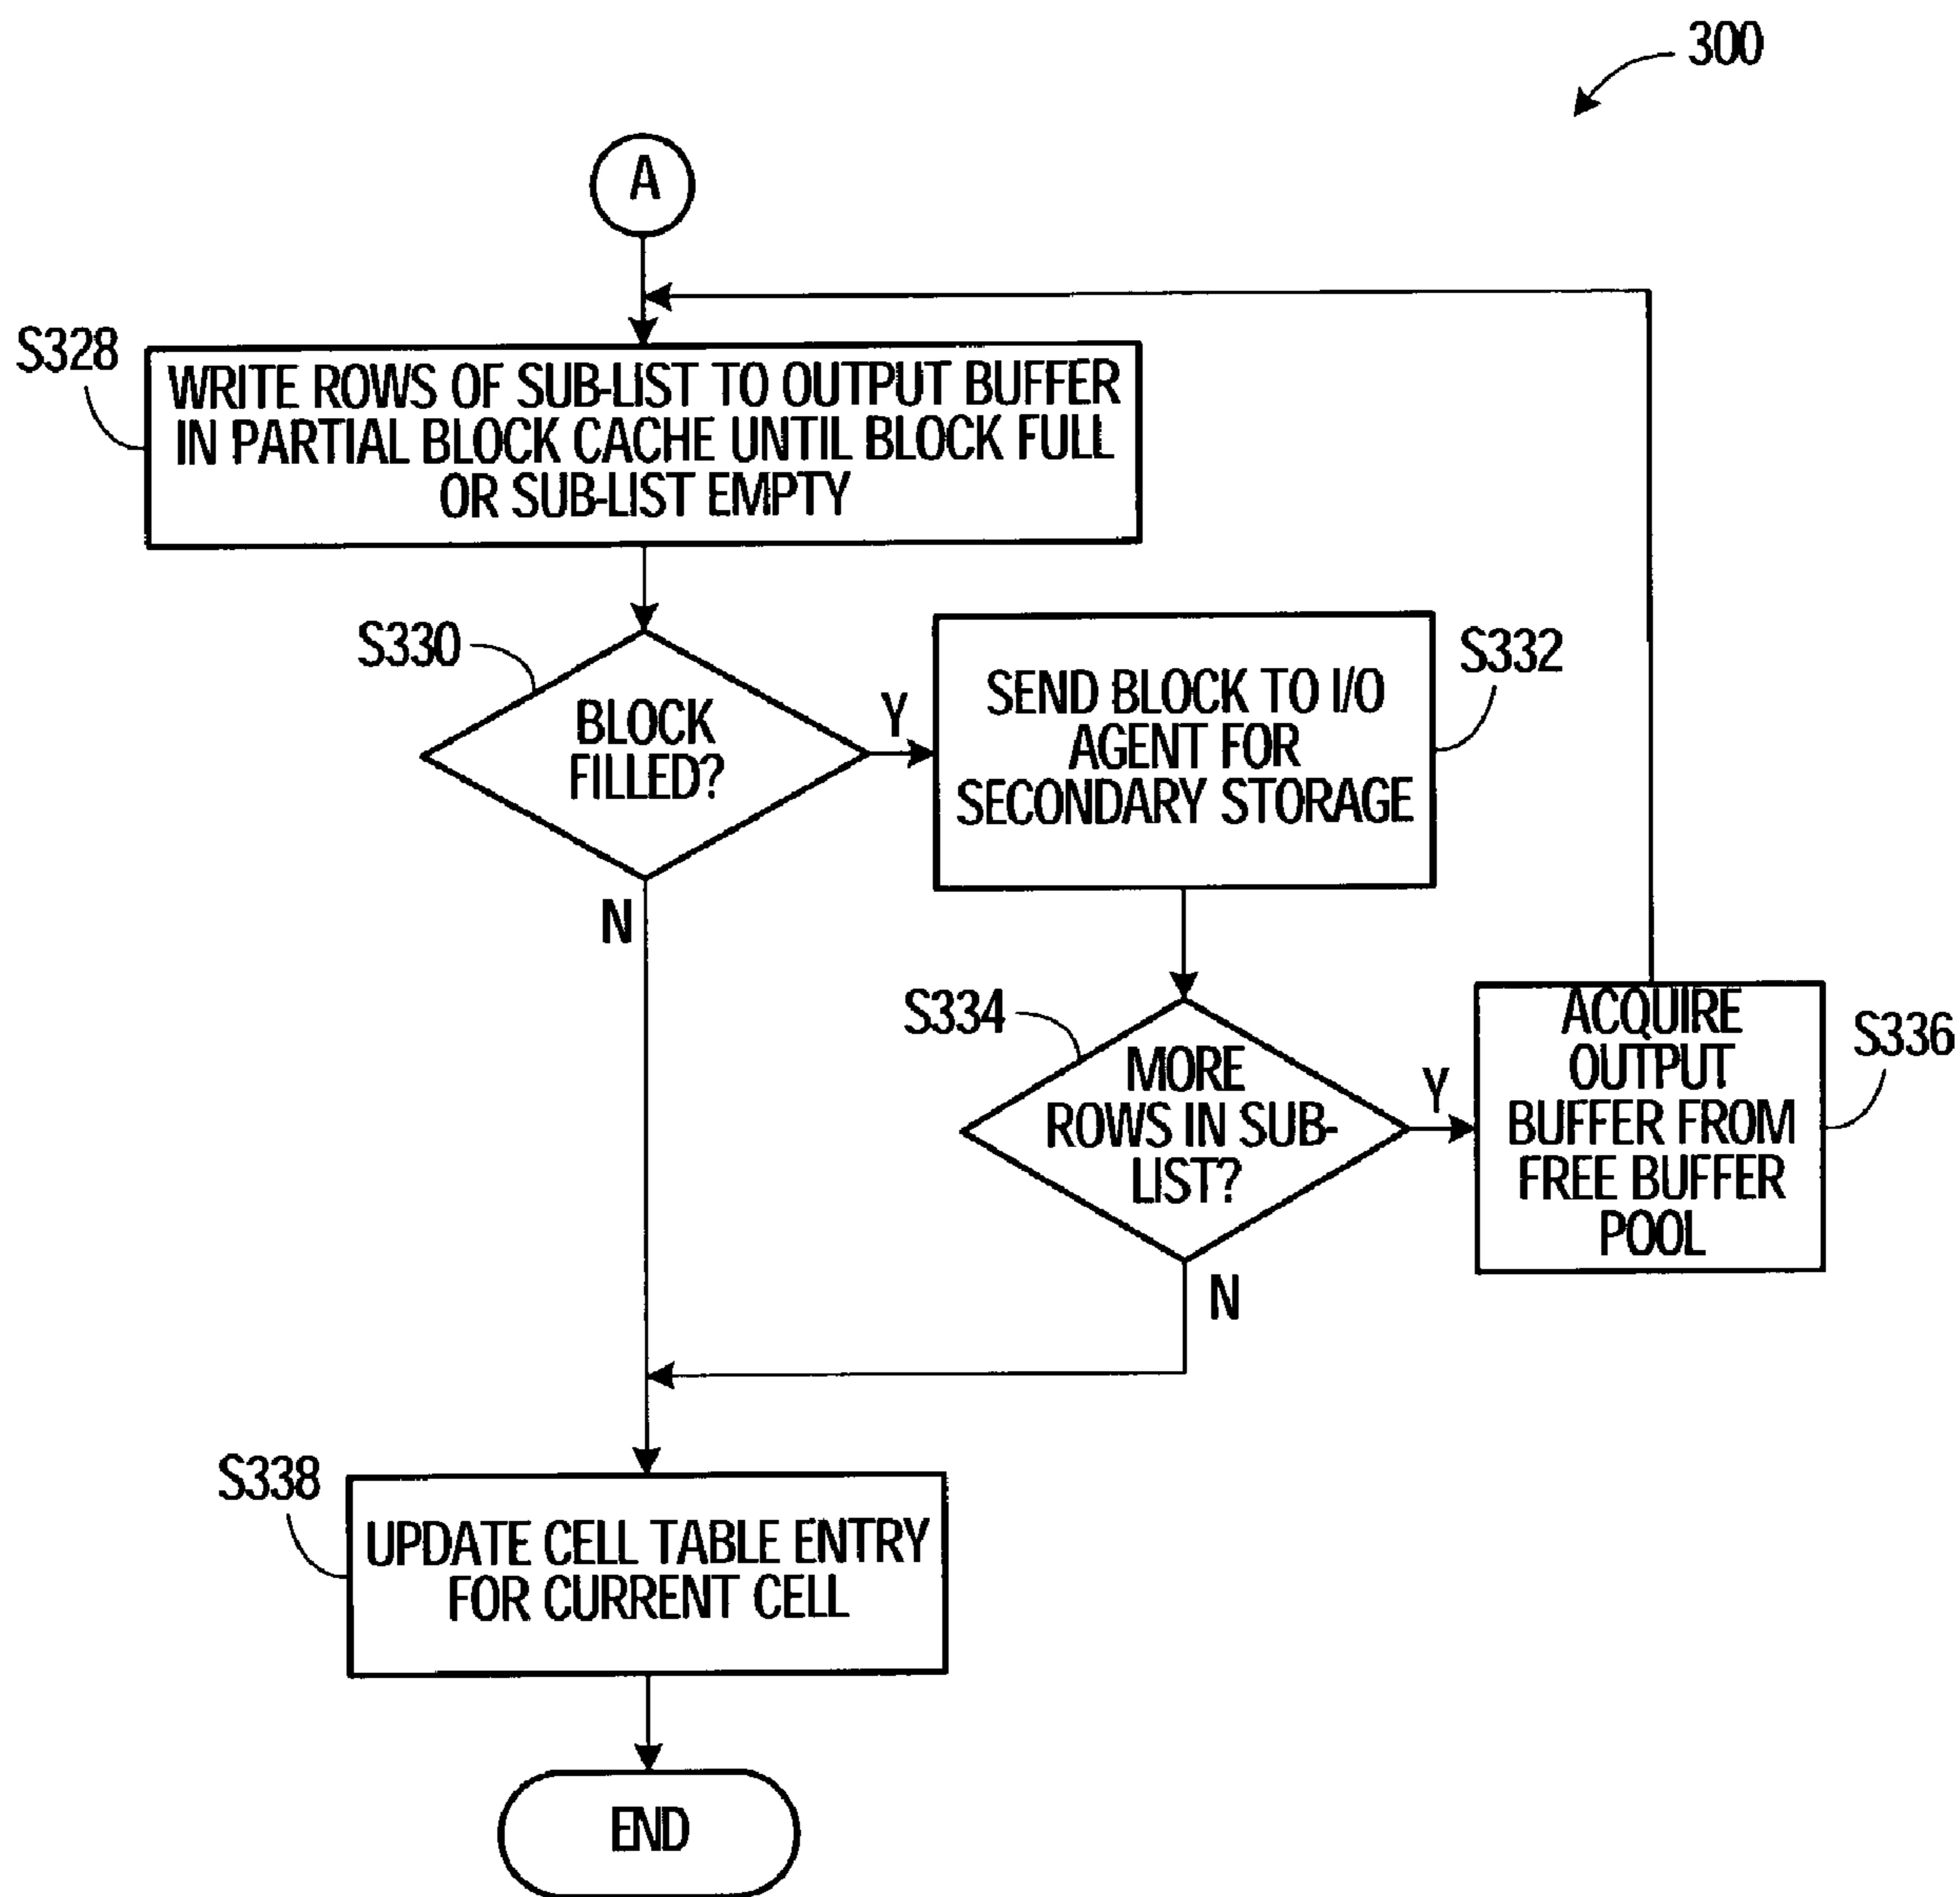 300
A
S328
WRITE ROWS OF SUB-LIST TO OUTPUT BUFFER
IN PARTIAL BLOCK CACHE UNTIL BLOCK FULL
OR SUB-LIST EMPTY
S330
BLOCK
FILLED?
Y
N
SEND BLOCK TO I/O
AGENT FOR
SECONDARY STORAGE
S332
S334
MORE
ROWS IN SUB-
LIST?
Y
N
ACQUIRE
OUTPUT
BUFFER FROM
FREE BUFFER
POOL
S336
S338
UPDATE CELL TABLE ENTRY
FOR CURRENT CELL
END